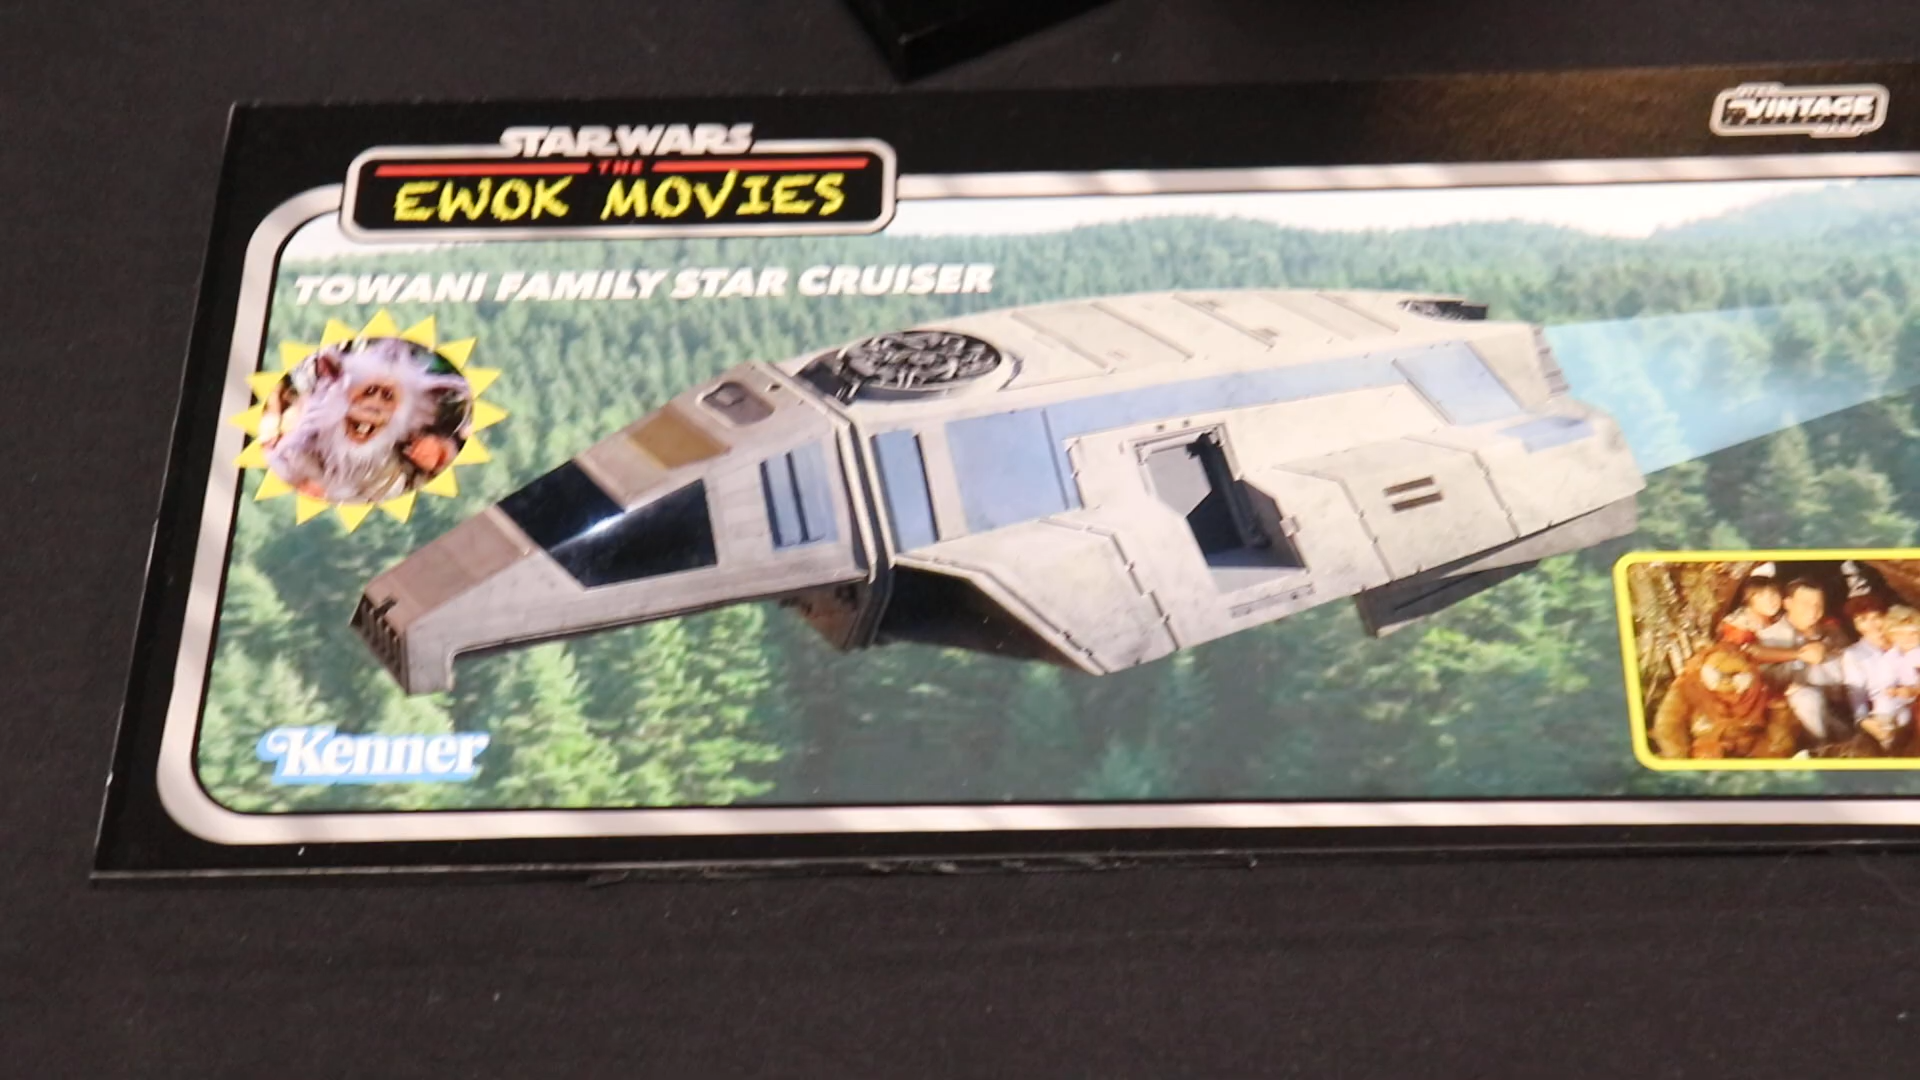 STAR WARS
THE
EWOK MOVIES
VINTAGE
TOWANI FAMILY STAR CRUISER
Kenner